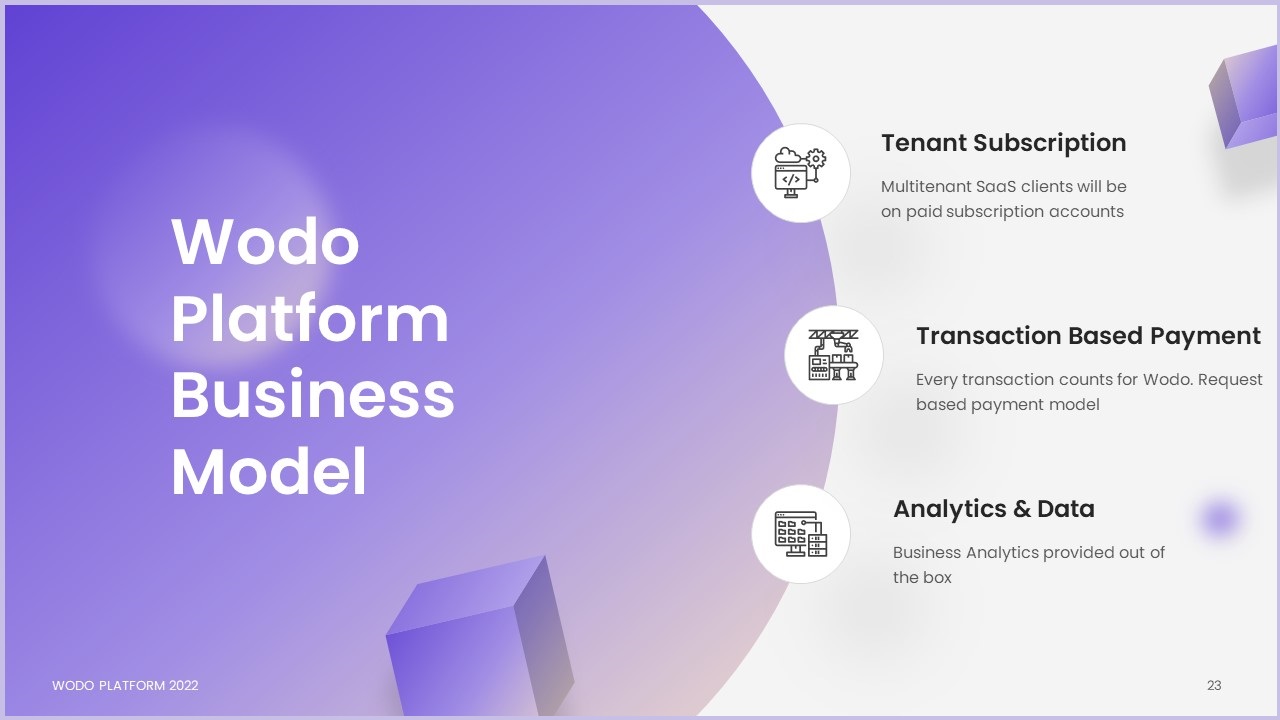 Wodo
Platform
Business
Model
Tenant Subscription
Multitenant SaaS clients will be
on paid subscription accounts
Transaction Based Payment
Every transaction counts for Wodo. Request
based payment model
Analytics & Data
Business Analytics provided out of
the box
WODO PLATFORM 2022
23